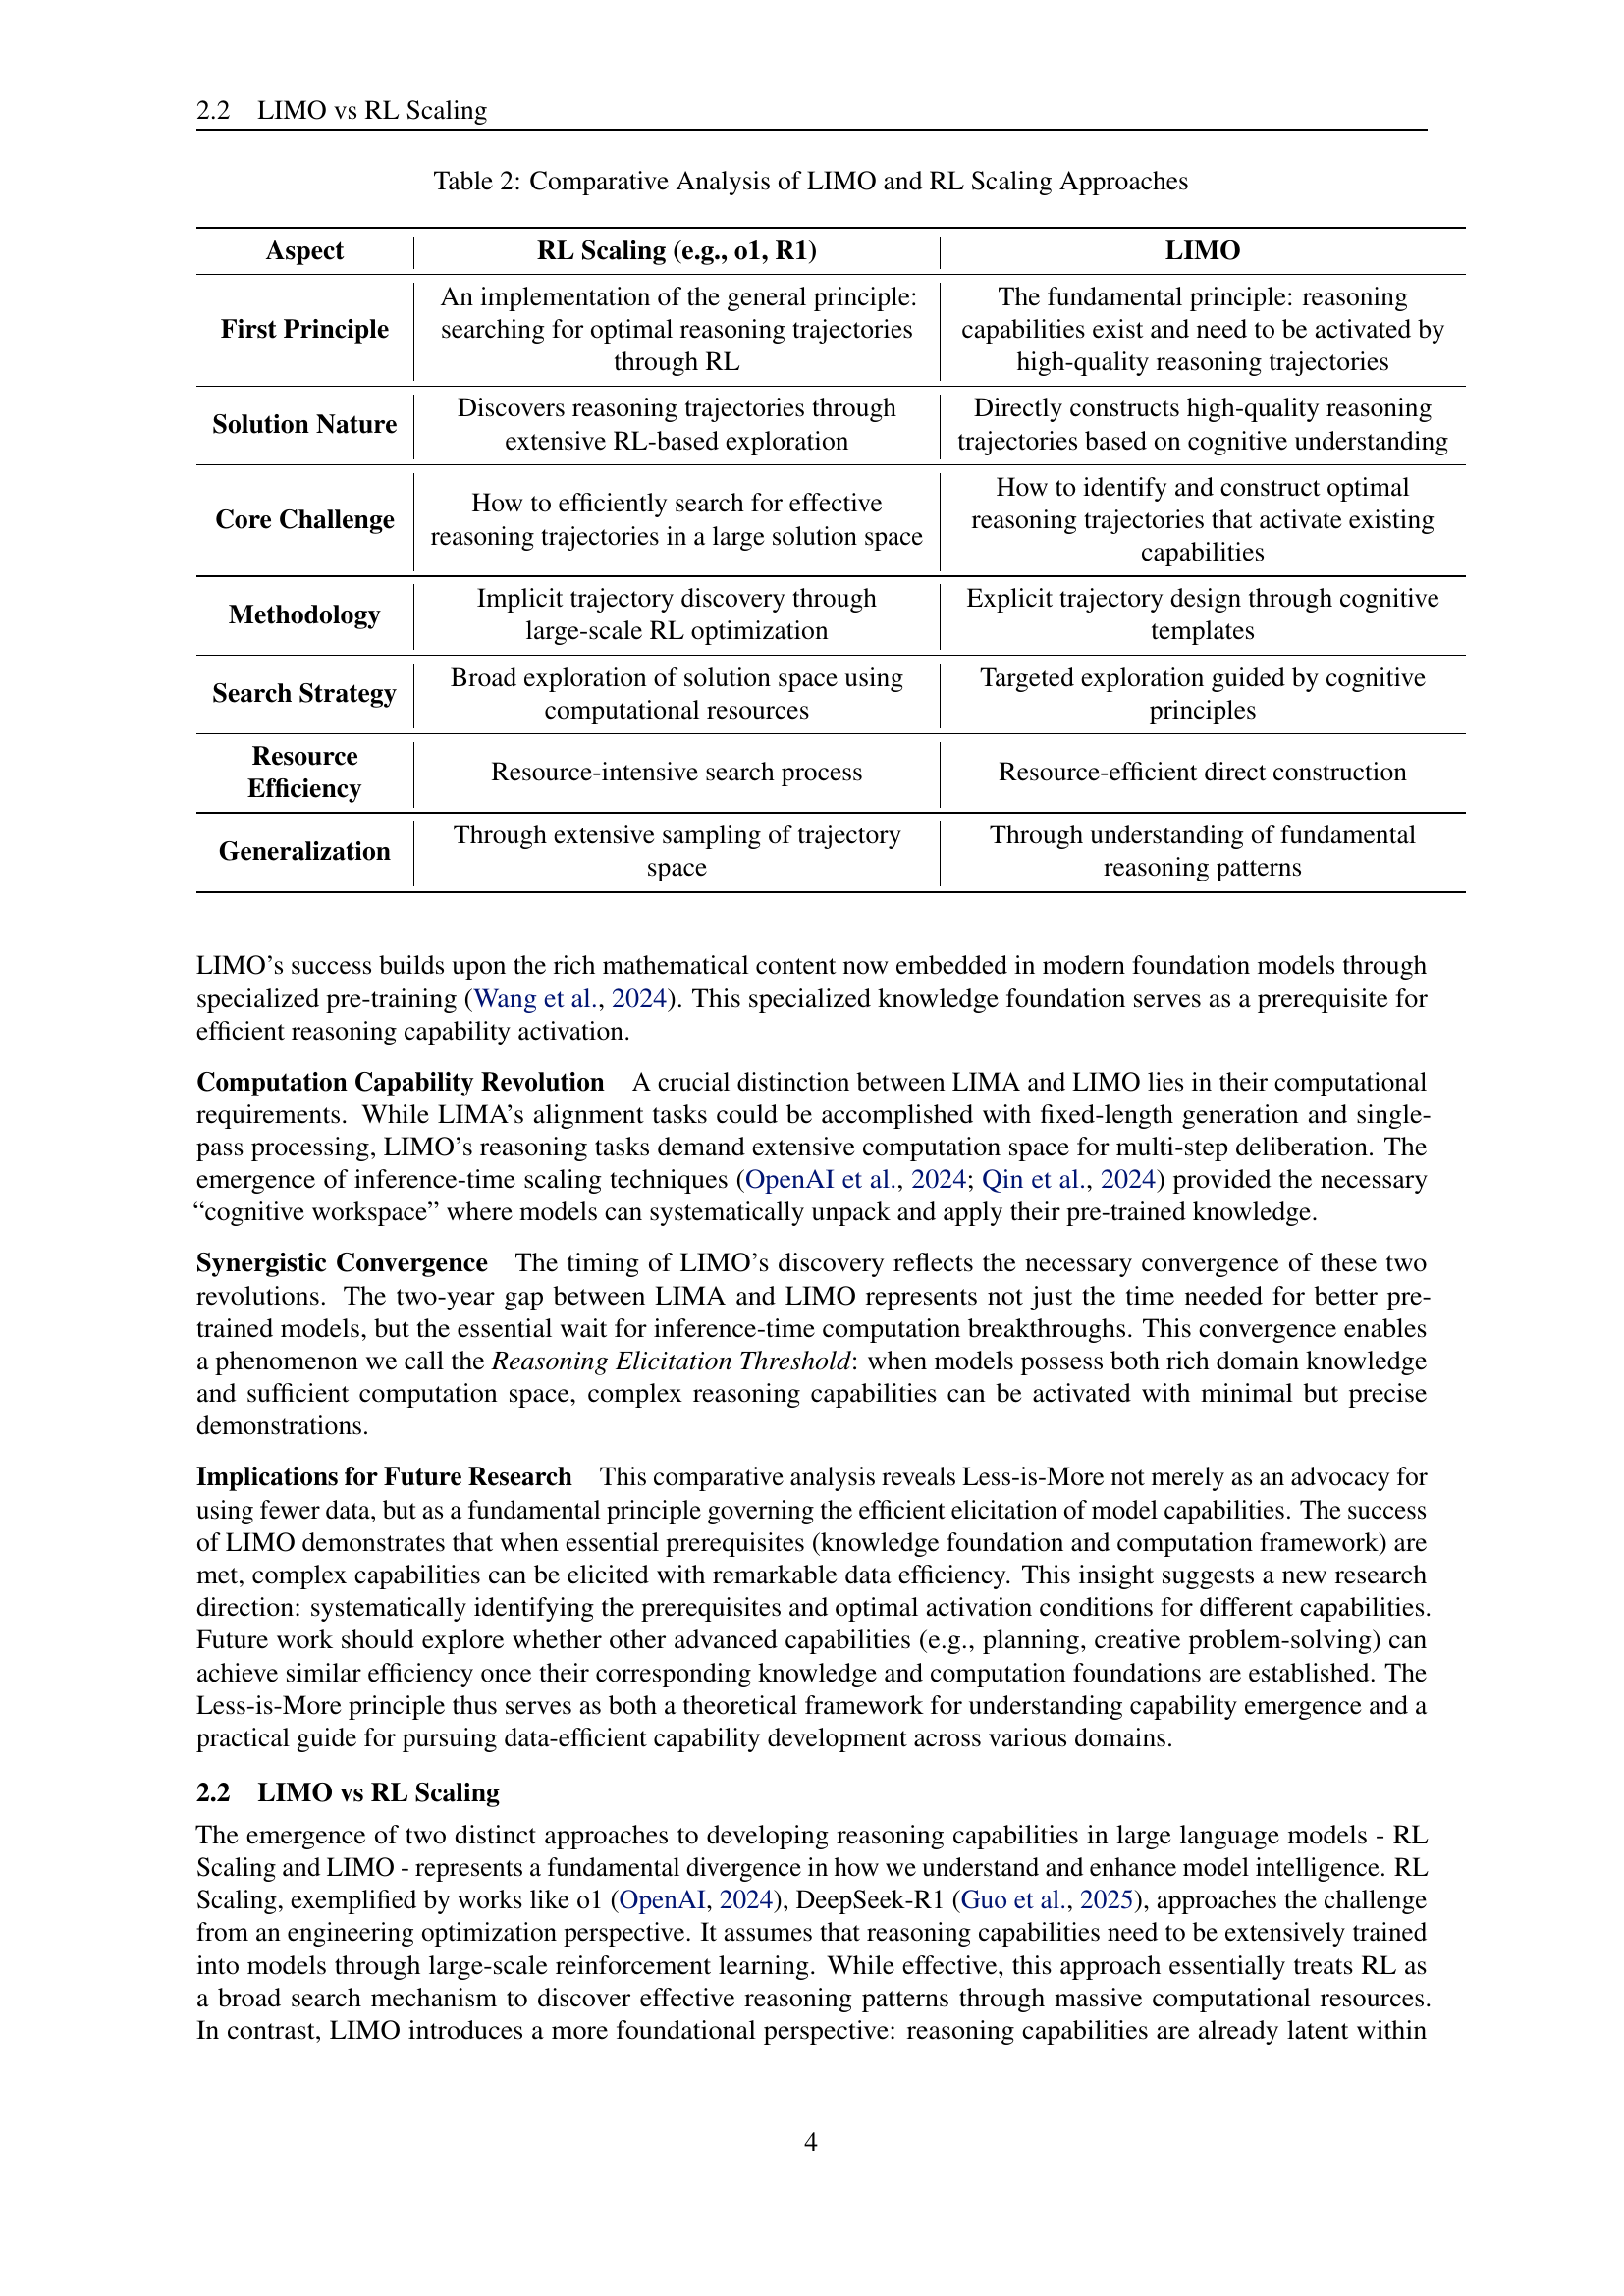 2.2 LIMO vs RL Scaling
Table 2: Comparative Analysis of LIMO and RL Scaling Approaches
Aspect RL Scaling (e.g., o1, R1) LIMO
First Principle
An implementation of the general principle:
searching for optimal reasoning trajectories
through RL
The fundamental principle: reasoning
capabilities exist and need to be activated by
high-quality reasoning trajectories
Solution Nature
Discovers reasoning trajectories through
extensive RL-based exploration
Directly constructs high-quality reasoning
trajectories based on cognitive understanding
Core Challenge
How to efficiently search for effective
reasoning trajectories in a large solution space
How to identify and construct optimal
reasoning trajectories that activate existing
capabilities
Methodology
Implicit trajectory discovery through
large-scale RL optimization
Explicit trajectory design through cognitive
templates
Search Strategy
Broad exploration of solution space using
computational resources
Targeted exploration guided by cognitive
principles
Resource
Efficiency
Resource-intensive search process
Resource-efficient direct construction
Generalization
Through extensive sampling of trajectory
space
Through understanding of fundamental
reasoning patterns
LIMO’s success builds upon the rich mathematical content now embedded in modern foundation models through
specialized pre-training (Wang et al., 2024). This specialized knowledge foundation serves as a prerequisite for
efficient reasoning capability activation.
Computation Capability Revolution A crucial distinction between LIMA and LIMO lies in their computational
requirements. While LIMA’s alignment tasks could be accomplished with fixed-length generation and single-
pass processing, LIMO’s reasoning tasks demand extensive computation space for multi-step deliberation. The
emergence of inference-time scaling techniques (OpenAI et al., 2024; Qin et al., 2024) provided the necessary
“cognitive workspace” where models can systematically unpack and apply their pre-trained knowledge.
Synergistic Convergence The timing of LIMO’s discovery reflects the necessary convergence of these two
revolutions. The two-year gap between LIMA and LIMO represents not just the time needed for better pre-
trained models, but the essential wait for inference-time computation breakthroughs. This convergence enables
a phenomenon we call the Reasoning Elicitation Threshold: when models possess both rich domain knowledge
and sufficient computation space, complex reasoning capabilities can be activated with minimal but precise
demonstrations.
Implications for Future Research This comparative analysis reveals Less-is-More not merely as an advocacy for
using fewer data, but as a fundamental principle governing the efficient elicitation of model capabilities. The success
of LIMO demonstrates that when essential prerequisites (knowledge foundation and computation framework) are
met, complex capabilities can be elicited with remarkable data efficiency. This insight suggests a new research
direction: systematically identifying the prerequisites and optimal activation conditions for different capabilities.
Future work should explore whether other advanced capabilities (e.g., planning, creative problem-solving) can
achieve similar efficiency once their corresponding knowledge and computation foundations are established. The
Less-is-More principle thus serves as both a theoretical framework for understanding capability emergence and a
practical guide for pursuing data-efficient capability development across various domains.
2.2 LIMO vs RL Scaling
The emergence of two distinct approaches to developing reasoning capabilities in large language models - RL
Scaling and LIMO - represents a fundamental divergence in how we understand and enhance model intelligence. RL
Scaling, exemplified by works like o1 (OpenAI, 2024), DeepSeek-R1 (Guo et al., 2025), approaches the challenge
from an engineering optimization perspective. It assumes that reasoning capabilities need to be extensively trained
into models through large-scale reinforcement learning. While effective, this approach essentially treats RL as
a broad search mechanism to discover effective reasoning patterns through massive computational resources.
In contrast, LIMO introduces a more foundational perspective: reasoning capabilities are already latent within
4